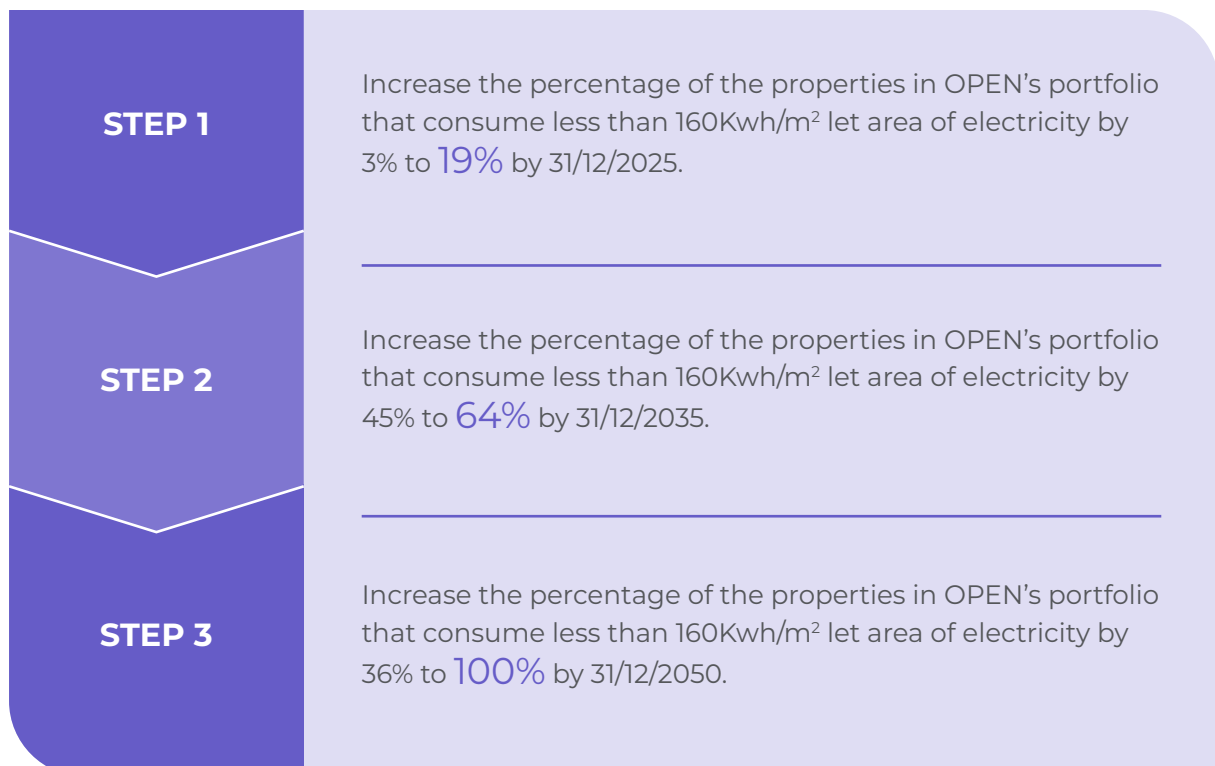 STEP 1
Increase the percentage of the properties in OPEN’s portfolio
that consume less than 160Kwh/m² let area of electricity by
3% to 19% by 31/12/2025.
STEP 2
Increase the percentage of the properties in OPEN’s portfolio
that consume less than 160Kwh/m² let area of electricity by
45% to 64% by 31/12/2035.
STEP 3
Increase the percentage of the properties in OPEN’s portfolio
that consume less than 160Kwh/m² let area of electricity by
36% to 100% by 31/12/2050.